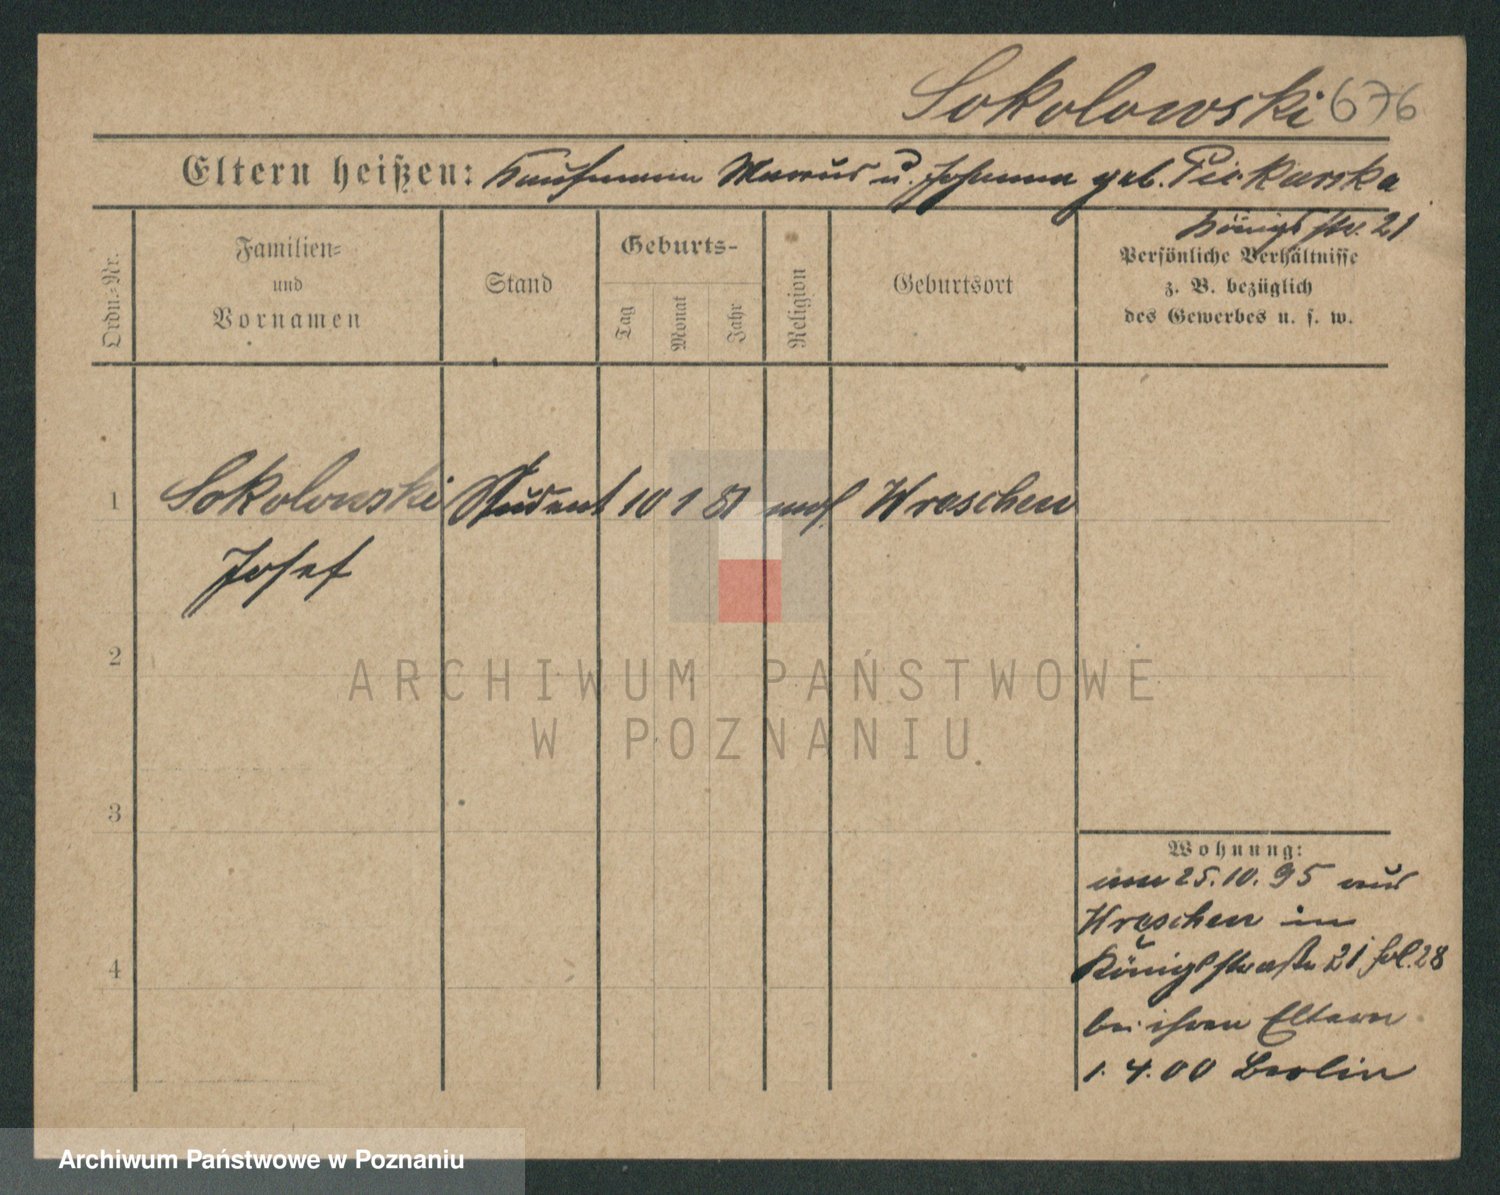 Sokolowski 676
Eltern heißen: Kaufmann u. Johanna geb. Piekarska
Königstr. 21
Ordn.-Nr.
Familien-
und
Vornamen
Stand
Geburts-
Tag
Monat
Jahr
Religion
Geburtsort
Persönliche Verhältnisse
z. B. bezüglich
des Gewerbes u. s. w.
1 Sokolowski Student 10 1 81 mos. Wreschen
Josef
2
ARCHIWUM PAŃSTWOWE
W POZNANIU
3
Wohnung:
25.10.95 aus
Wreschen in
4 Königstraße 21 fol. 28
bei ihren Eltern
1.4.00 Berlin
Archiwum Państwowe w Poznaniu